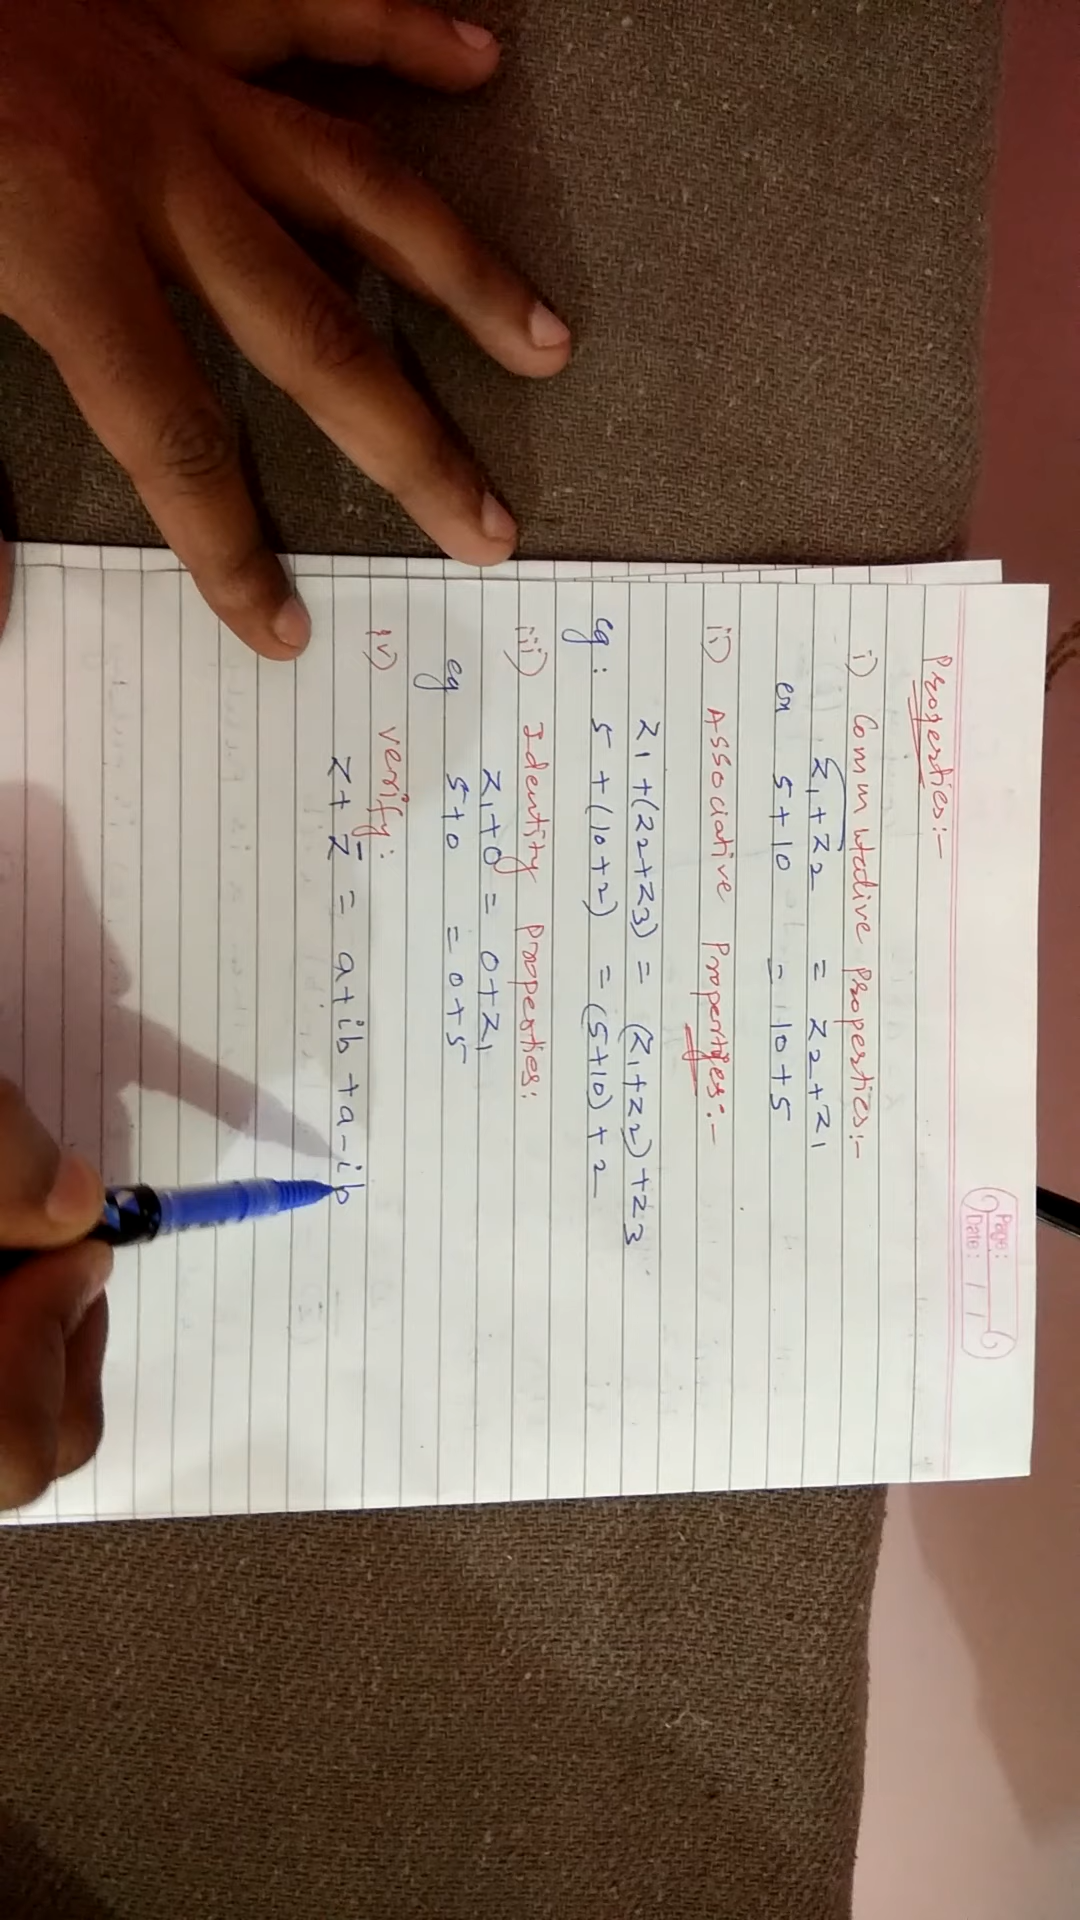 Page:
Date: / /
Properties:-
i) Commutative Properties:-
z1+z2 = z2+z1
ex 5+10 = 10+5
ii) Associative Properties:-
z1+(z2+z3) = (z1+z2)+z3
eg: 5+(10+2) = (5+10)+2
iii) Identity Properties:
z1+0 = 0+z1
eg 5+0 = 0+5
iv) verify:
z+z̄ = a+ib+a-ib